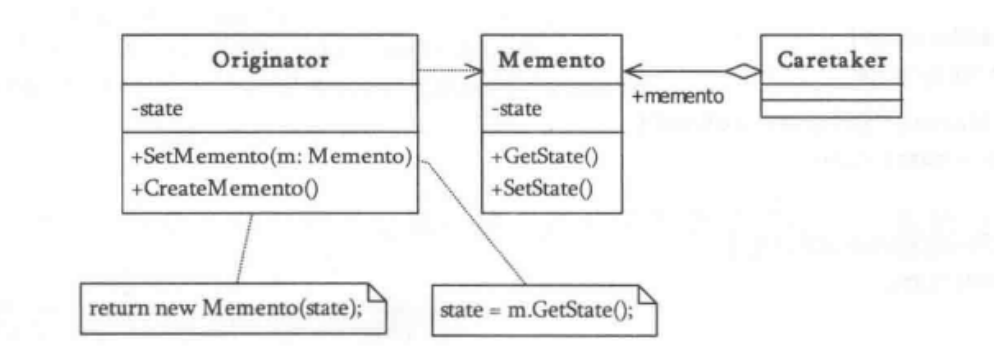 Originator
-state
+SetMemento(m: Memento)
+CreateMemento()
Memento
-state
+GetState()
+SetState()
+memento
Caretaker
return new Memento(state);
state = m.GetState();